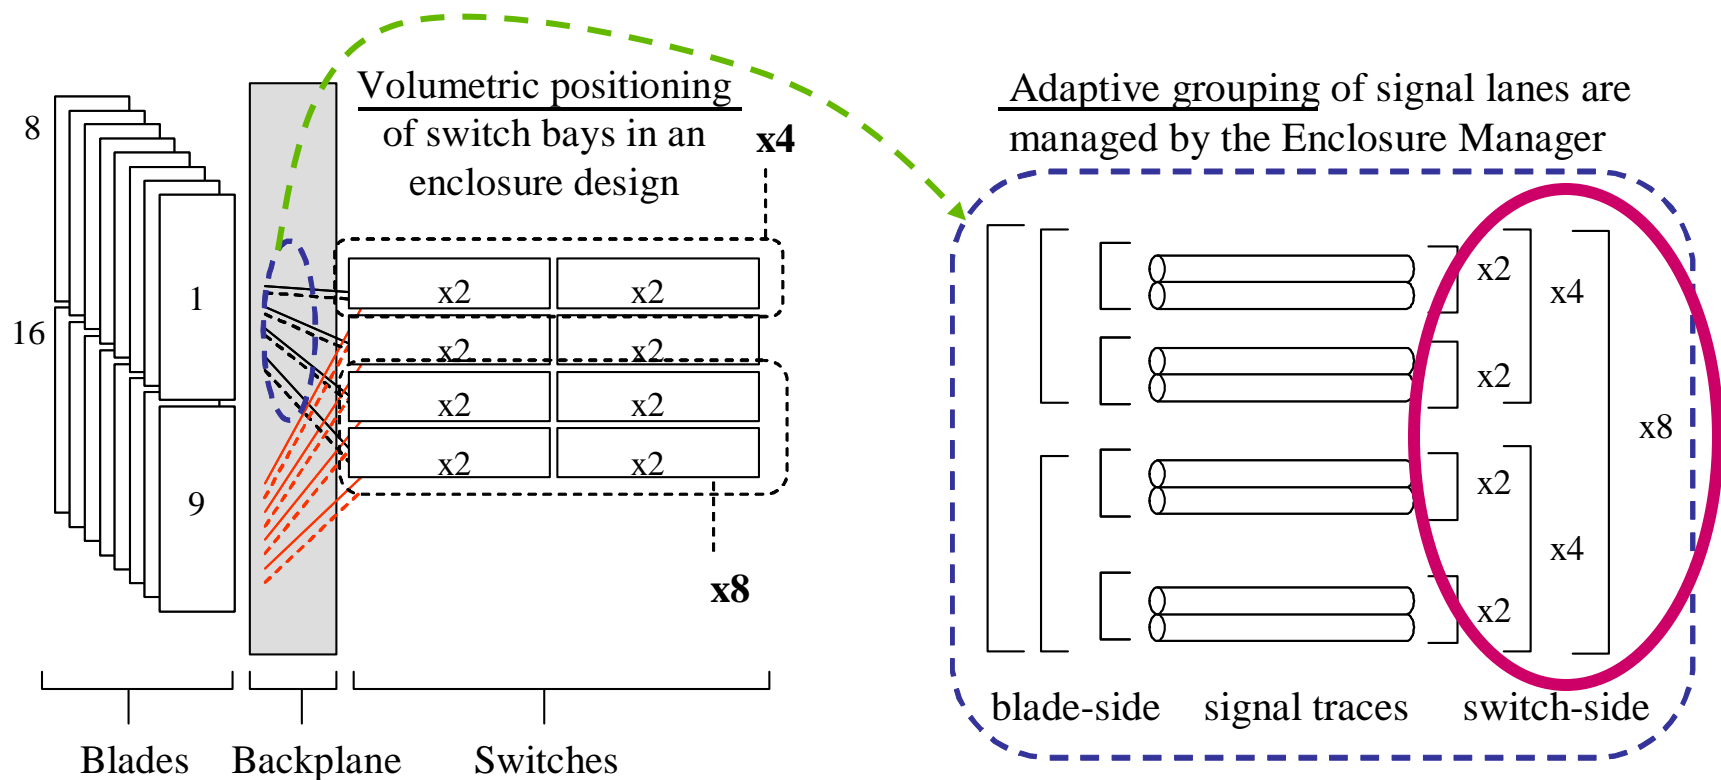 Volumetric positioning
of switch bays in an
enclosure design
x4
8
16
1
9
x2 x2
x2 x2
x2 x2
x2 x2
x8
Blades Backplane Switches
Adaptive grouping of signal lanes are
managed by the Enclosure Manager
x2
x4
x2
x8
x2
x4
x2
blade-side signal traces switch-side